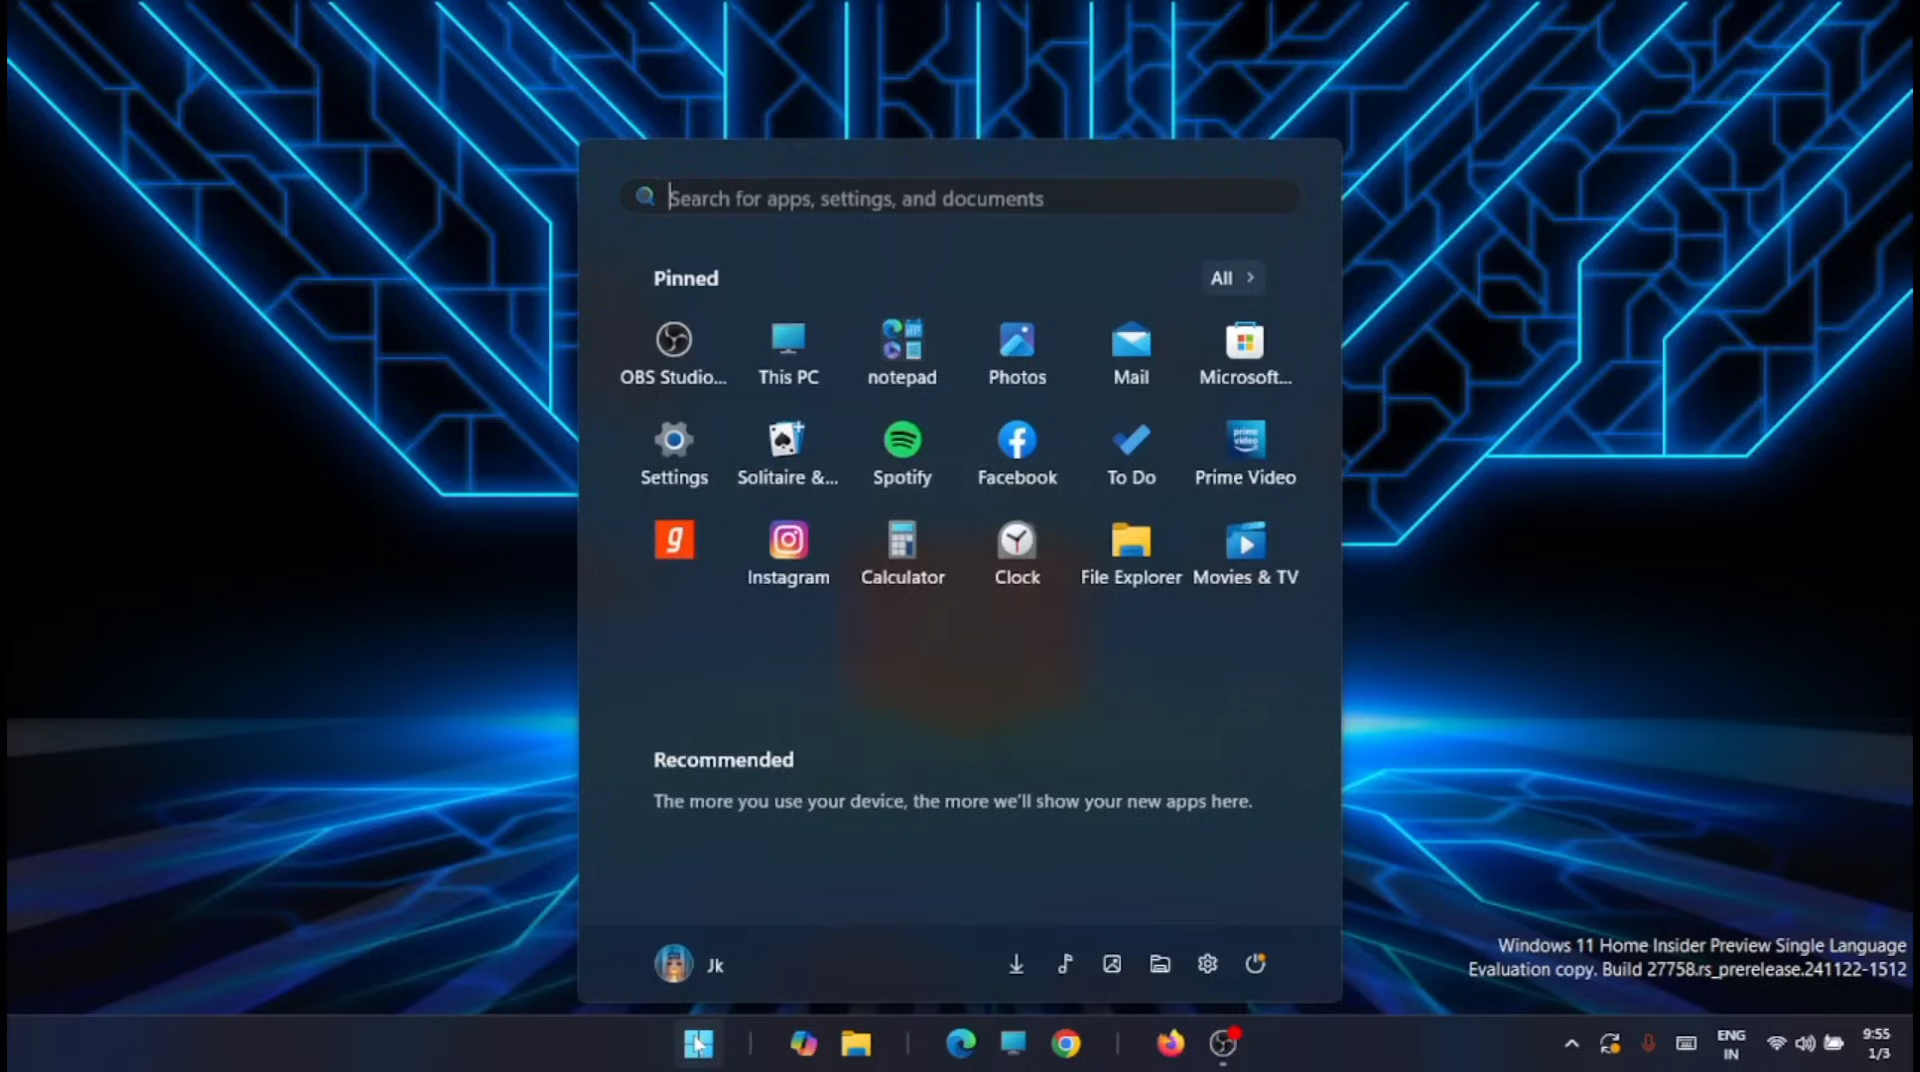 Search for apps, settings, and documents
Pinned
All
OBS Studio... This PC notepad Photos Mail Microsoft...
prime video
Settings Solitaire &... Spotify Facebook To Do Prime Video
g
Instagram Calculator Clock File Explorer Movies & TV
Recommended
The more you use your device, the more we'll show your new apps here.
Jk
Windows 11 Home Insider Preview Single Language
Evaluation copy. Build 27758.rs_prerelease.241122-1512
ENG 9:55
IN 1/3